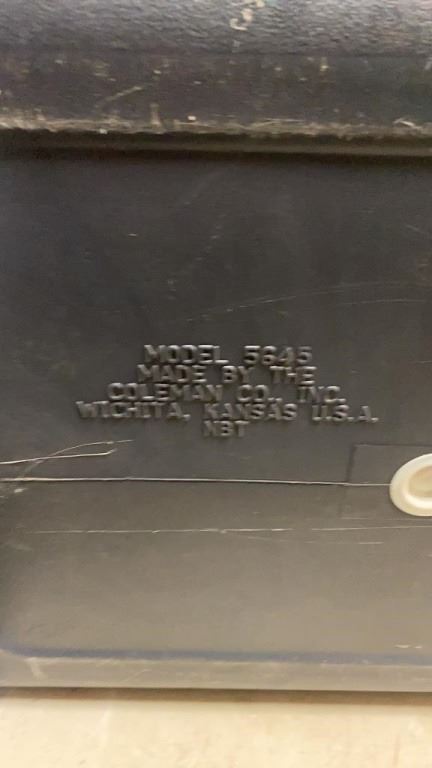 MODEL 5645
MADE BY THE
COLEMAN CO., INC.
WICHITA, KANSAS U.S.A.
NBT